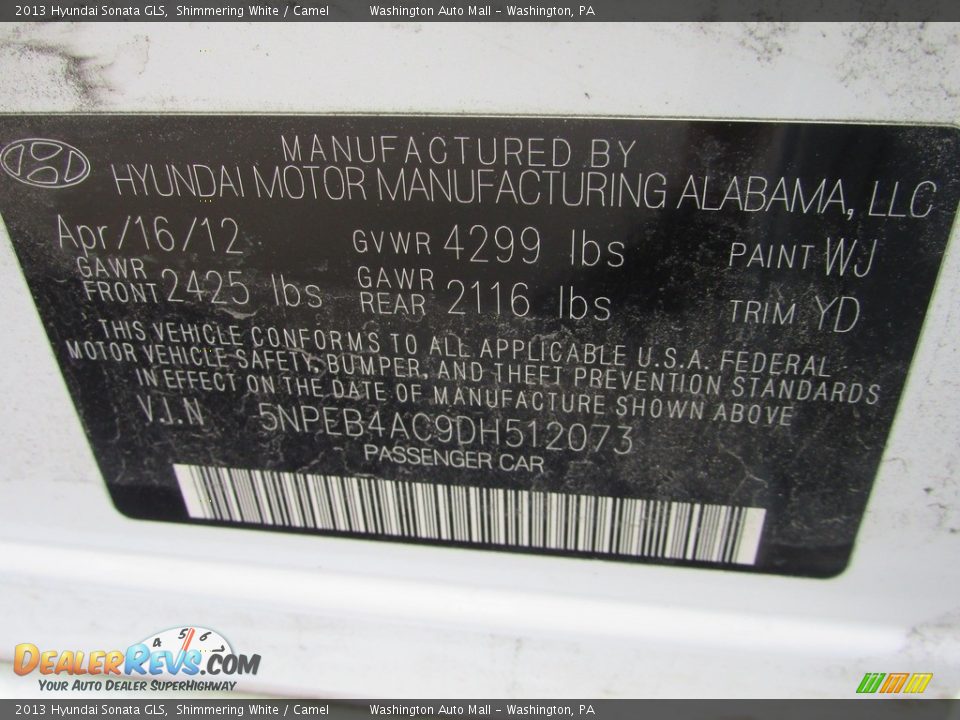 2013 Hyundai Sonata GLS, Shimmering White / Camel Washington Auto Mall - Washington, PA
MANUFACTURED BY
HYUNDAI MOTOR MANUFACTURING ALABAMA, LLC
Apr/16/12 GVWR 4299 lbs PAINT WJ
GAWR FRONT 2425 lbs GAWR REAR 2116 lbs TRIM YD
THIS VEHICLE CONFORMS TO ALL APPLICABLE U.S.A. FEDERAL
MOTOR VEHICLE SAFETY, BUMPER, AND THEFT PREVENTION STANDARDS
IN EFFECT ON THE DATE OF MANUFACTURE SHOWN ABOVE
V.I.N 5NPEB4AC9DH512073
PASSENGER CAR
4 5 6
DEALERREVS.COM
YOUR AUTO DEALER SUPERHIGHWAY
2013 Hyundai Sonata GLS, Shimmering White / Camel Washington Auto Mall - Washington, PA